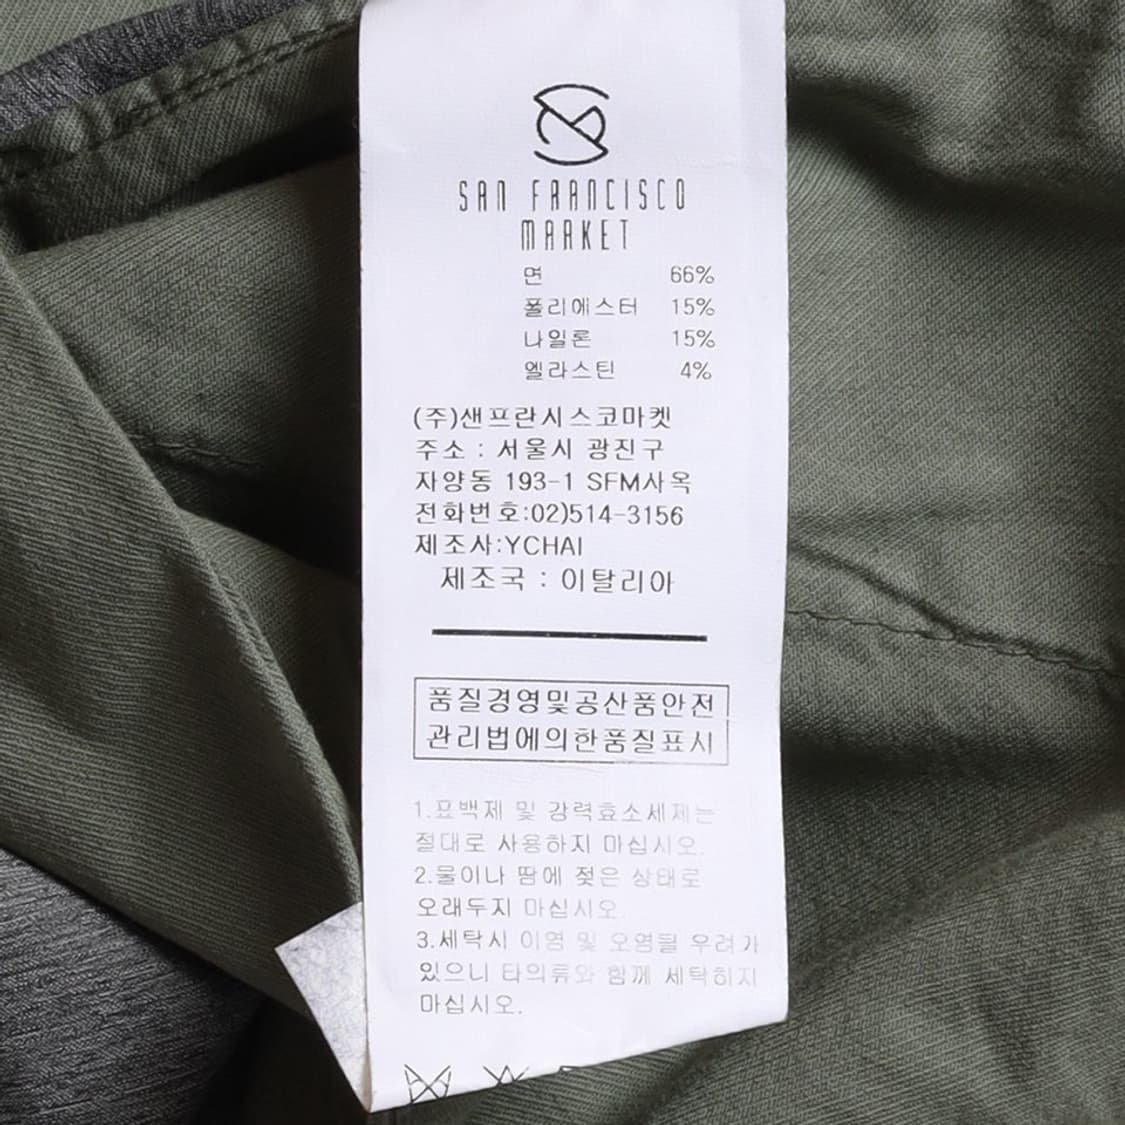 SAN FRANCISCO
MARKET
면 66%
폴리에스터 15%
나일론 15%
엘라스틴 4%
(주)샌프란시스코마켓
주소 : 서울시 광진구
자양동 193-1 SFM사옥
전화번호:02)514-3156
제조사:YCHAI
제조국 : 이탈리아
품질경영및공산품안전
관리법에의한품질표시
1.표백제 및 강력효소세제는
절대로 사용하지 마십시오.
2.물이나 땀에 젖은 상태로
오래두지 마십시오.
3.세탁시 이염 및 오염될 우려가
있으니 타의류와 함께 세탁하지
마십시오.